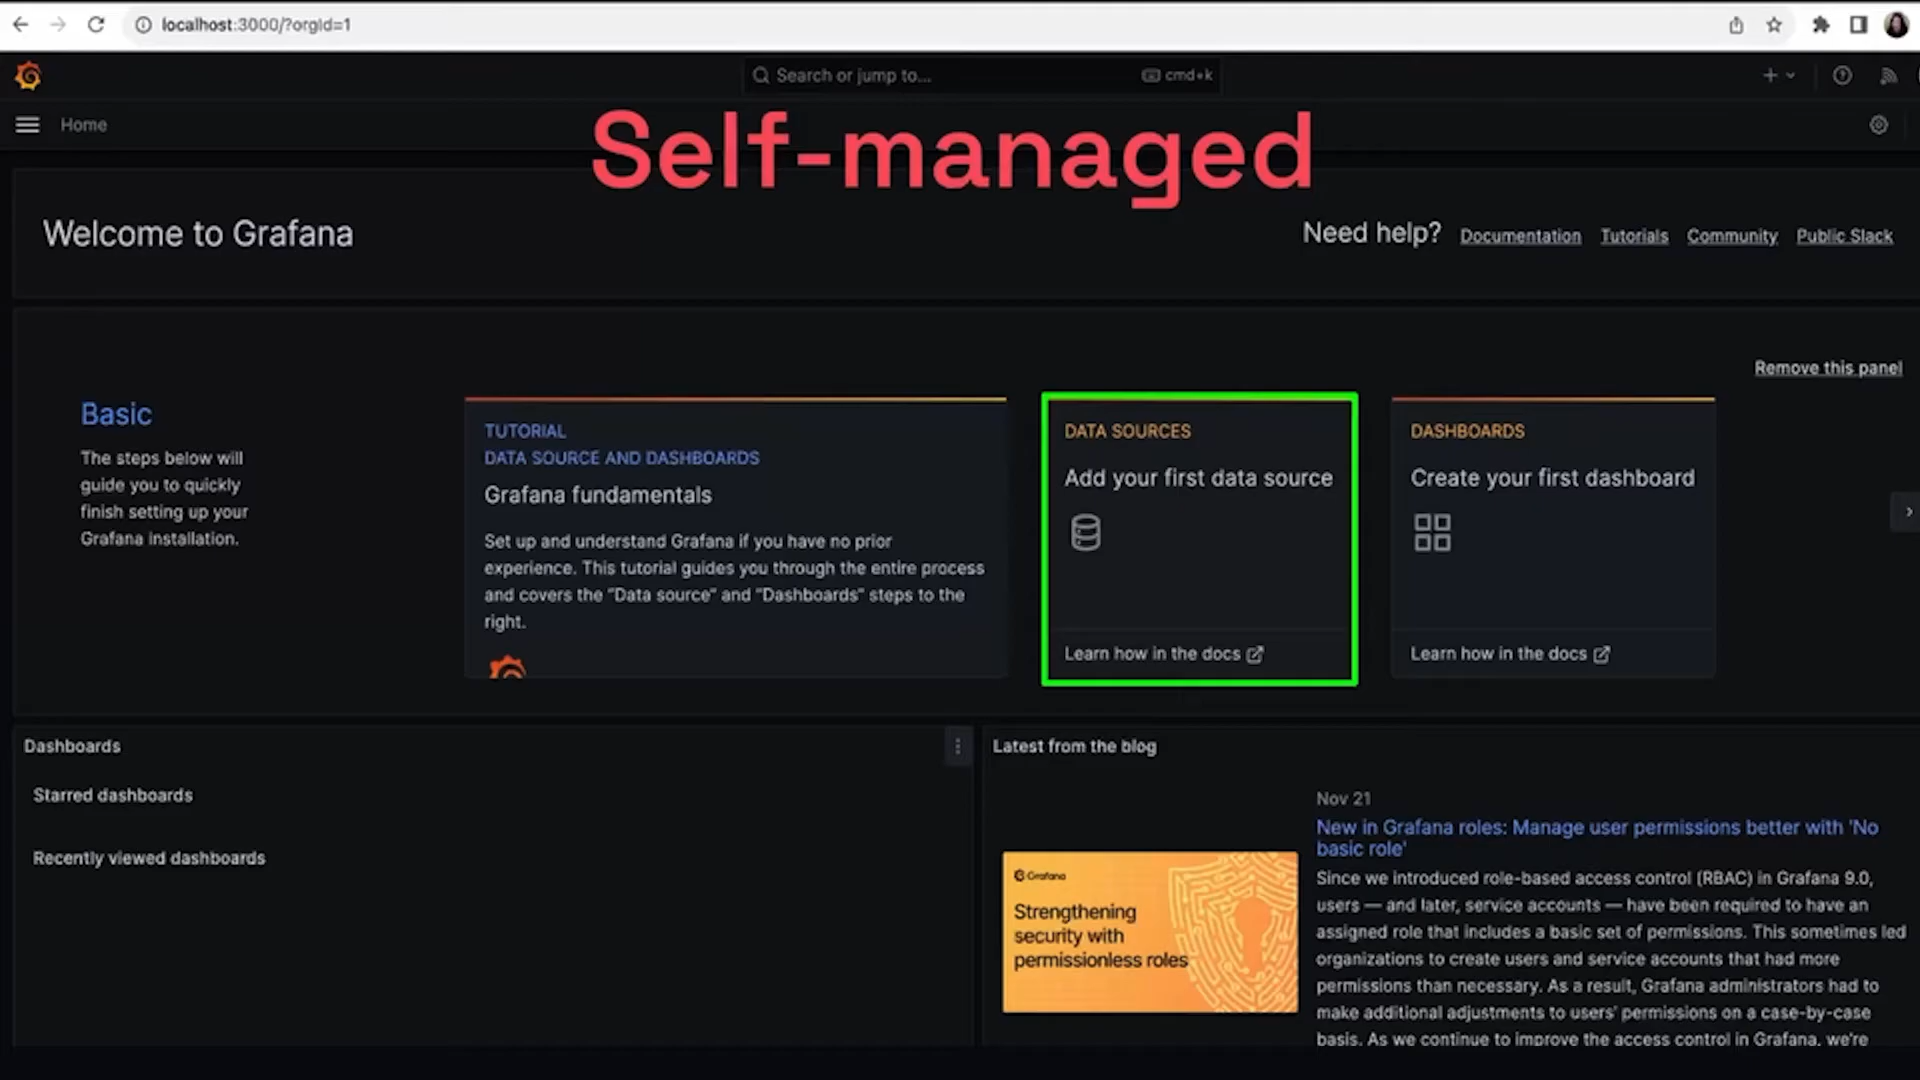 localhost:3000/?orgId=1
Search or jump to...
cmd+k
Home
Self-managed
Welcome to Grafana
Need help?
Documentation
Tutorials
Community
Public Slack
Remove this panel
Basic
The steps below will
guide you to quickly
finish setting up your
Grafana installation.
TUTORIAL
DATA SOURCE AND DASHBOARDS
Grafana fundamentals
Set up and understand Grafana if you have no prior
experience. This tutorial guides you through the entire process
and covers the "Data source" and "Dashboards" steps to the
right.
DATA SOURCES
Add your first data source
Learn how in the docs
DASHBOARDS
Create your first dashboard
Learn how in the docs
Dashboards
Starred dashboards
Recently viewed dashboards
Latest from the blog
Nov 21
New in Grafana roles: Manage user permissions better with 'No
basic role'
Grafana
Strengthening
security with
permissionless roles
Since we introduced role-based access control (RBAC) in Grafana 9.0,
users — and later, service accounts — have been required to have an
assigned role that includes a basic set of permissions. This sometimes led
organizations to create users and service accounts that had more
permissions than necessary. As a result, Grafana administrators had to
make additional adjustments to users' permissions on a case-by-case
basis. As we continue to improve the access control in Grafana, we're